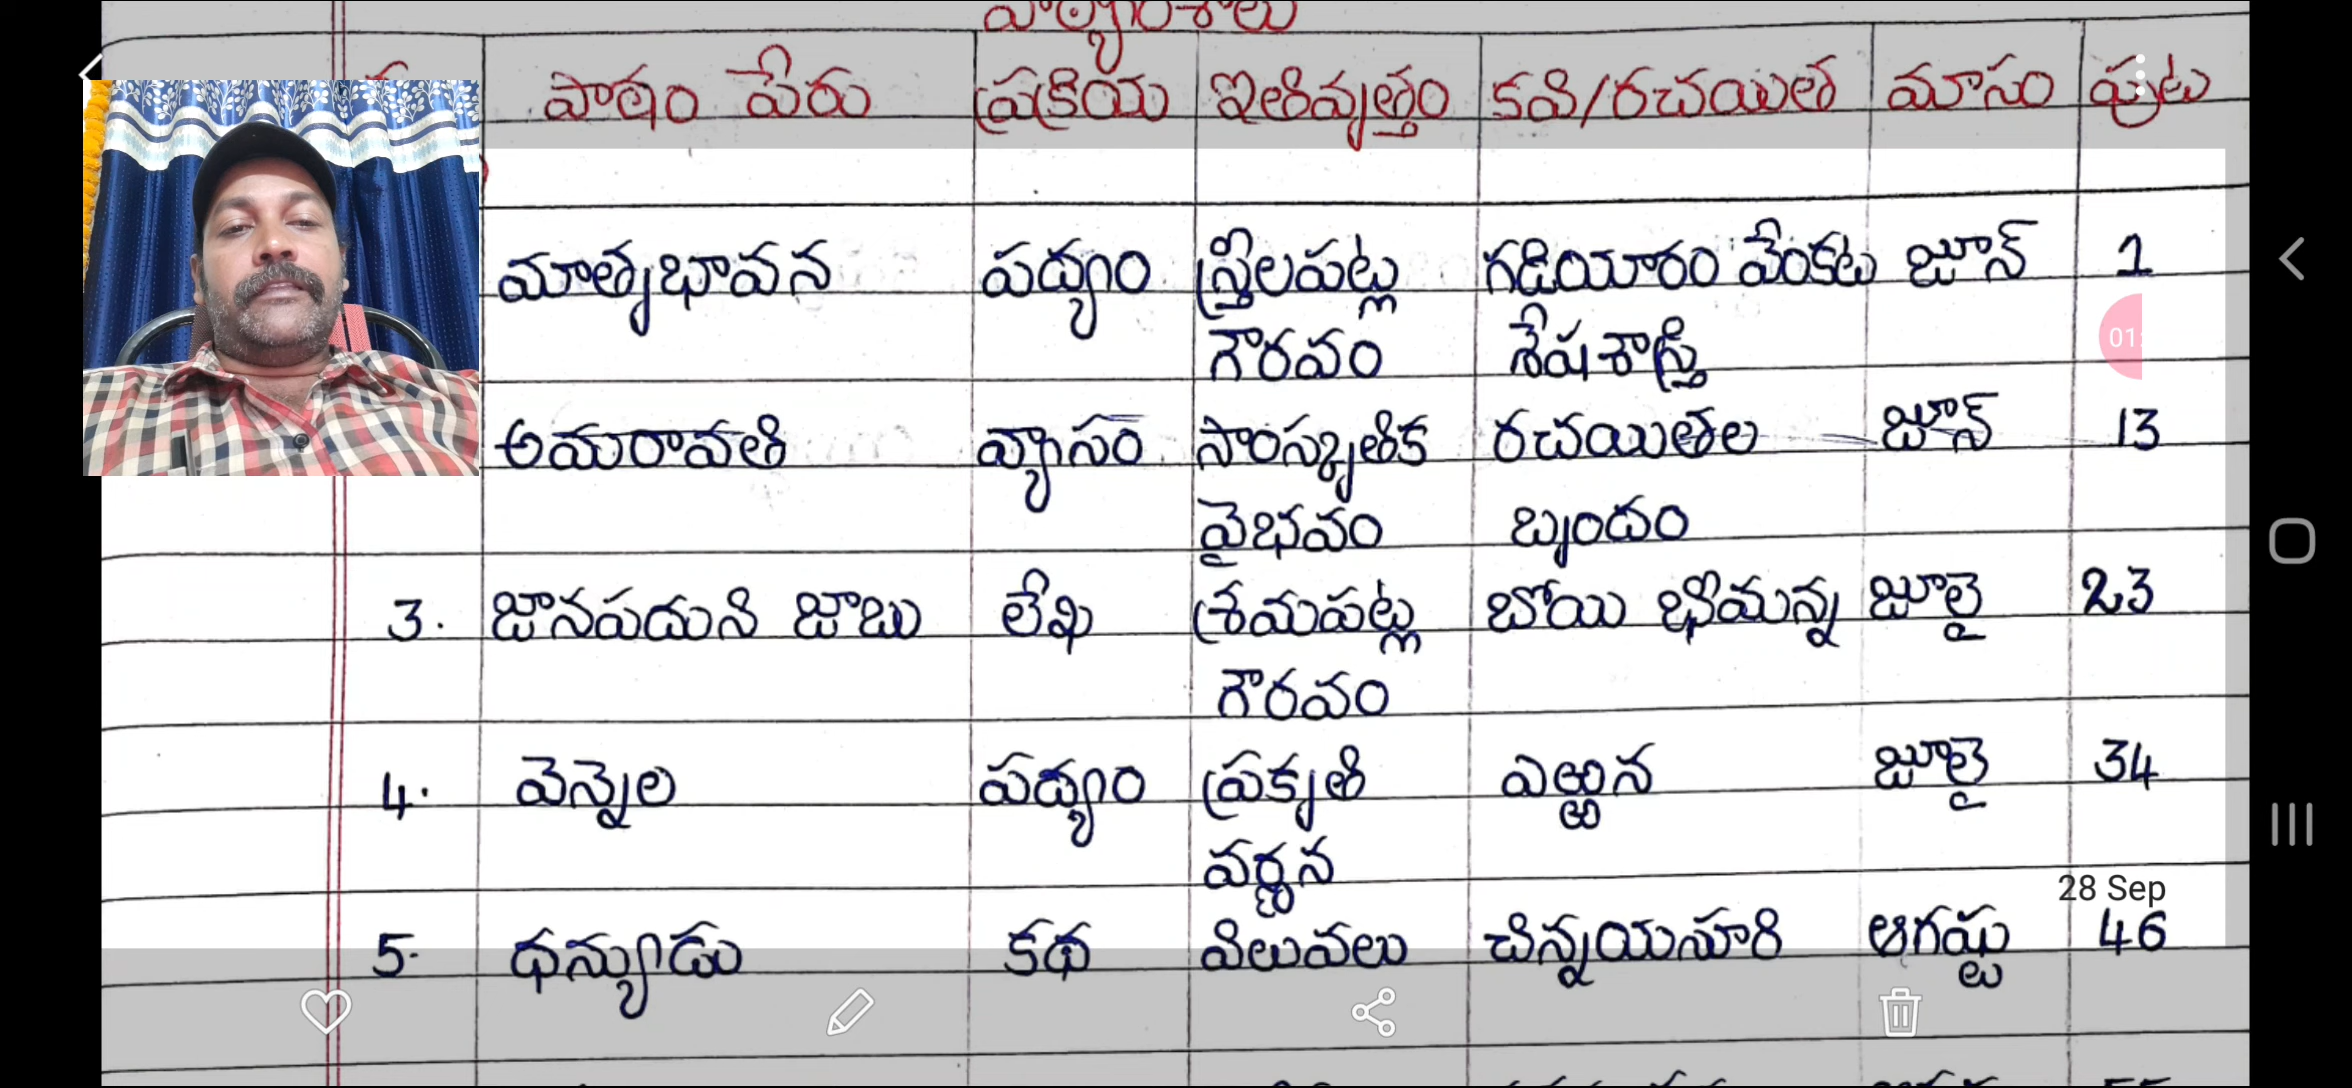 పాఠ్యాంశాలు
పాఠం పేరు ప్రక్రియ ఇతివృత్తం కవి/రచయిత మాసం పుట
మాతృభావన పద్యం స్త్రీలపట్ల గడియారం వేంకట జూన్ 1
గౌరవం శేషశాస్త్రి
01
అమరావతి వ్యాసం సాంస్కృతిక రచయితల జూన్ 13
వైభవం బృందం
3. జానపదుని జాబు లేఖ శ్రమపట్ల బోయి భీమన్న జూలై 23
గౌరవం
4. వెన్నెల పద్యం ప్రకృతి ఎఱ్ఱన జూలై 34
వర్ణన
28 Sep
5. ధన్యుడు కథ విలువలు చిన్నయసూరి ఆగష్టు 46